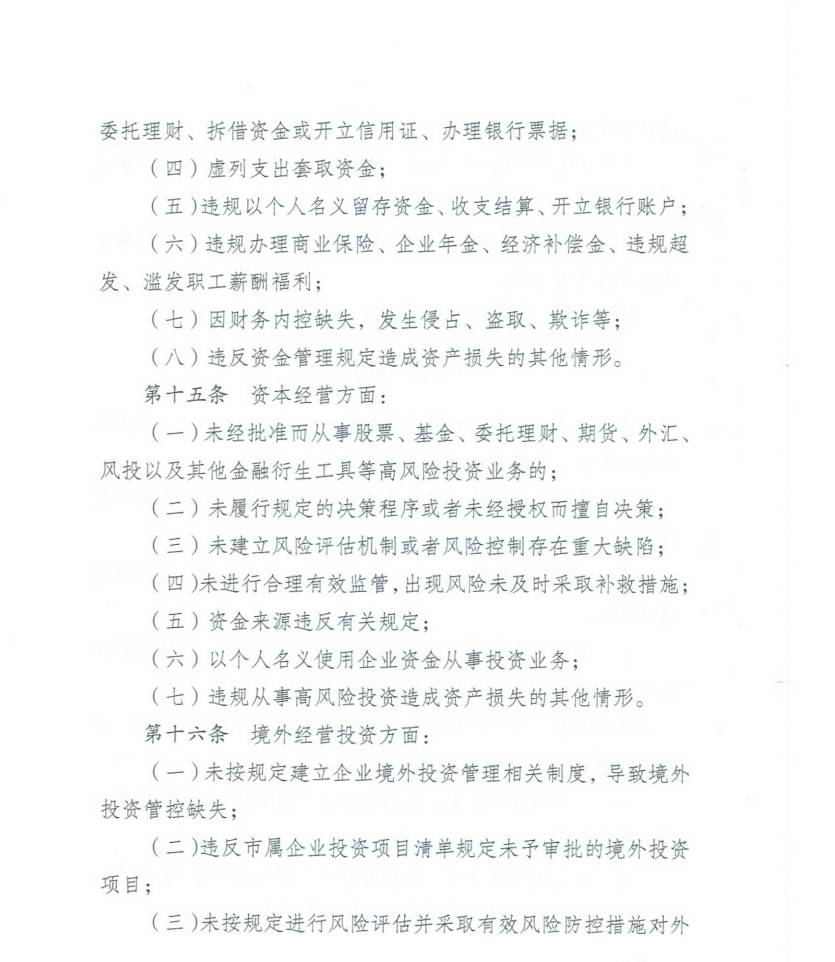 委托理财、拆借资金或开立信用证、办理银行票据；
（四）虚列支出套取资金；
（五）违规以个人名义留存资金、收支结算、开立银行账户；
（六）违规办理商业保险、企业年金、经济补偿金、违规超
发、滥发职工薪酬福利；
（七）因财务内控缺失，发生侵占、盗取、欺诈等；
（八）违反资金管理规定造成资产损失的其他情形。
第十五条　资本经营方面：
（一）未经批准而从事股票、基金、委托理财、期货、外汇、
风投以及其他金融衍生工具等高风险投资业务的；
（二）未履行规定的决策程序或者未经授权而擅自决策；
（三）未建立风险评估机制或者风险控制存在重大缺陷；
（四）未进行合理有效监管，出现风险未及时采取补救措施；
（五）资金来源违反有关规定；
（六）以个人名义使用企业资金从事投资业务；
（七）违规从事高风险投资造成资产损失的其他情形。
第十六条　境外经营投资方面：
（一）未按规定建立企业境外投资管理相关制度，导致境外
投资管控缺失；
（二）违反市属企业投资项目清单规定未予审批的境外投资
项目；
（三）未按规定进行风险评估并采取有效风险防控措施对外